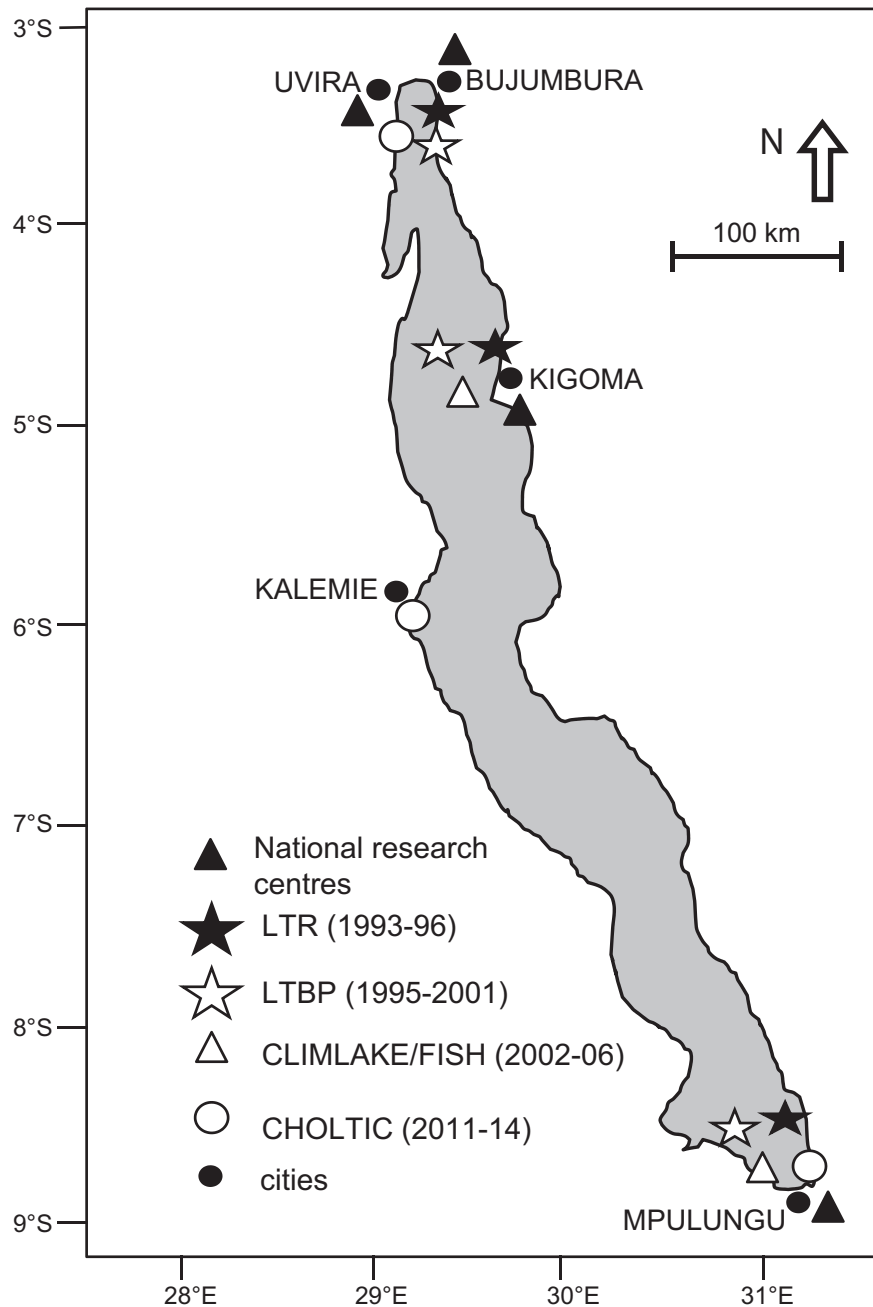 3°S
UVIRA
BUJUMBURA
N
4°S
100 km
KIGOMA
5°S
KALEMIE
6°S
7°S
National research
centres
LTR (1993-96)
LTBP (1995-2001)
8°S
CLIMLAKE/FISH (2002-06)
CHOLTIC (2011-14)
cities
MPULUNGU
9°S
28°E
29°E
30°E
31°E